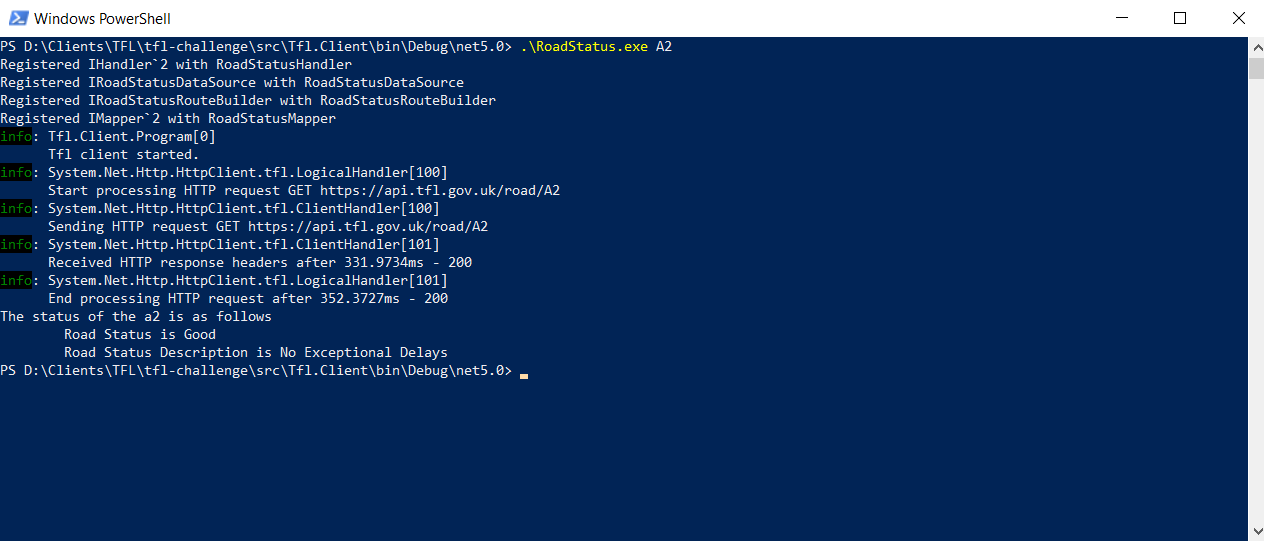 Windows PowerShell
PS D:\Clients\TFL\tfl-challenge\src\Tfl.Client\bin\Debug\net5.0> .\RoadStatus.exe A2
Registered IHandler`2 with RoadStatusHandler
Registered IRoadStatusDataSource with RoadStatusDataSource
Registered IRoadStatusRouteBuilder with RoadStatusRouteBuilder
Registered IMapper`2 with RoadStatusMapper
info: Tfl.Client.Program[0]
      Tfl client started.
info: System.Net.Http.HttpClient.tfl.LogicalHandler[100]
      Start processing HTTP request GET https://api.tfl.gov.uk/road/A2
info: System.Net.Http.HttpClient.tfl.ClientHandler[100]
      Sending HTTP request GET https://api.tfl.gov.uk/road/A2
info: System.Net.Http.HttpClient.tfl.ClientHandler[101]
      Received HTTP response headers after 331.9734ms - 200
info: System.Net.Http.HttpClient.tfl.LogicalHandler[101]
      End processing HTTP request after 352.3727ms - 200
The status of the a2 is as follows
        Road Status is Good
        Road Status Description is No Exceptional Delays
PS D:\Clients\TFL\tfl-challenge\src\Tfl.Client\bin\Debug\net5.0>